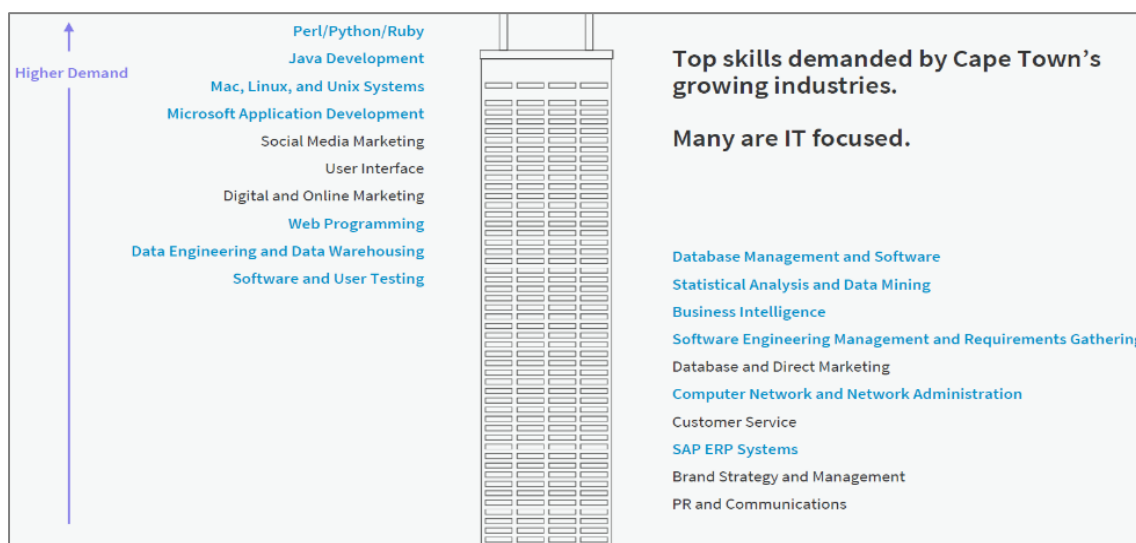 Higher Demand
Perl/Python/Ruby
Java Development
Mac, Linux, and Unix Systems
Microsoft Application Development
Social Media Marketing
User Interface
Digital and Online Marketing
Web Programming
Data Engineering and Data Warehousing
Software and User Testing
Top skills demanded by Cape Town’s
growing industries.
Many are IT focused.
Database Management and Software
Statistical Analysis and Data Mining
Business Intelligence
Software Engineering Management and Requirements Gathering
Database and Direct Marketing
Computer Network and Network Administration
Customer Service
SAP ERP Systems
Brand Strategy and Management
PR and Communications